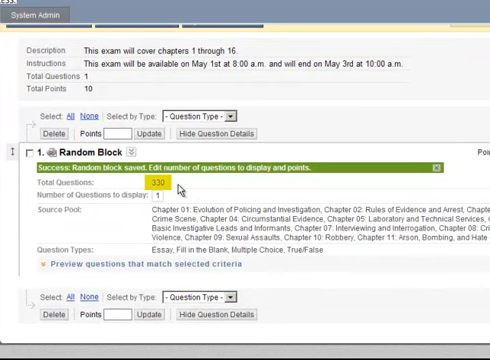 ess.
System Admin
Description This exam will cover chapters 1 through 16.
Instructions This exam will be available on May 1st at 8:00 a.m. and will end on May 3rd at 10:00 a.m.
Total Questions 1
Total Points 10
Select: All None Select by Type: - Question Type -
Delete Points Update Hide Question Details
1. Random Block Poin
Success: Random block saved. Edit number of questions to display and points.
Total Questions: 330
Number of Questions to display: 1
Source Pool: Chapter 01: Evolution of Policing and Investigation, Chapter 02: Rules of Evidence and Arrest, Chapte
Crime Scene, Chapter 04: Circumstantial Evidence, Chapter 05: Laboratory and Technical Services, C
Basic Investigative Leads and Informants, Chapter 07: Interviewing and Interrogation, Chapter 08: Cri
Violence, Chapter 09: Sexual Assaults, Chapter 10: Robbery, Chapter 11: Arson, Bombing, and Hate
Question Types: Essay, Fill in the Blank, Multiple Choice, True/False
Preview questions that match selected criteria
Select: All None Select by Type: - Question Type -
Delete Points Update Hide Question Details